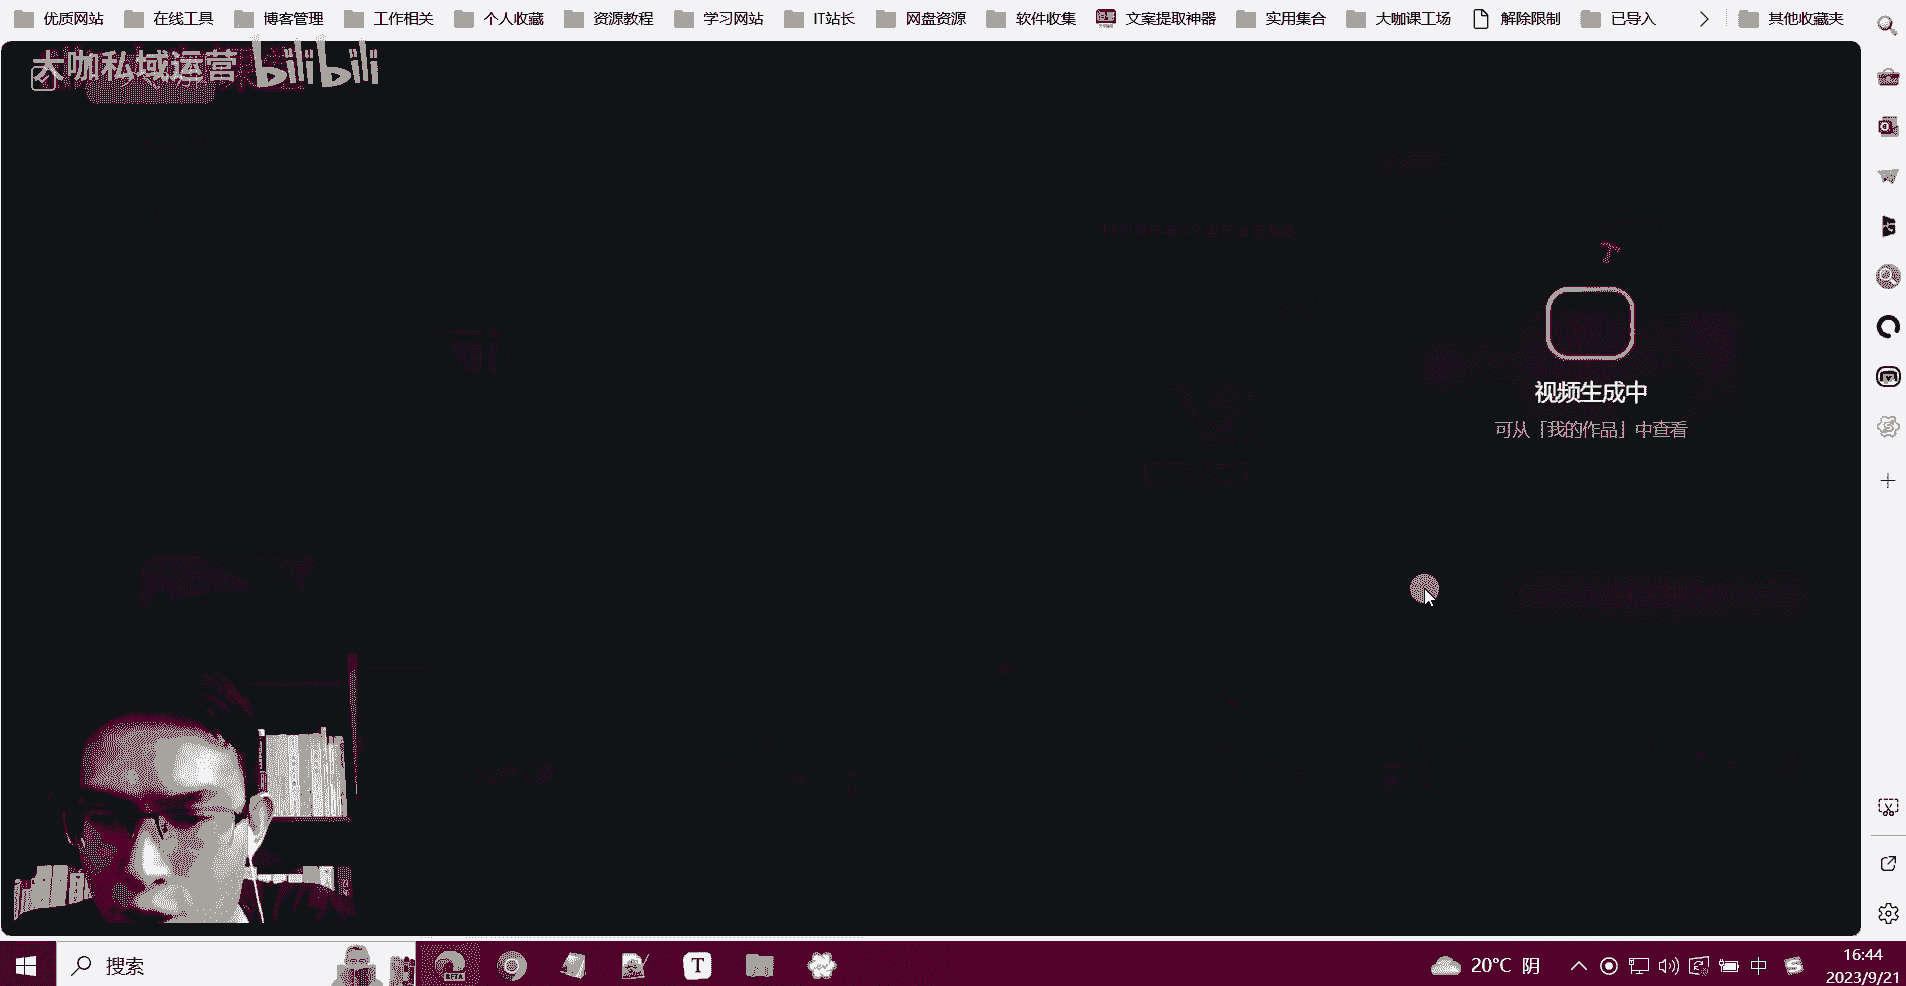 优质网站 在线工具 博客管理 工作相关 个人收藏 资源教程 学习网站 IT站长 网盘资源 软件收集 文案提取神器 实用集合 大咖课工场 解除限制 已导入 其他收藏夹
大咖私域运营 bilibili
视频生成中
可从「我的作品」中查看
搜索
BETA
T
20°C 阴
中
16:44
2023/9/21